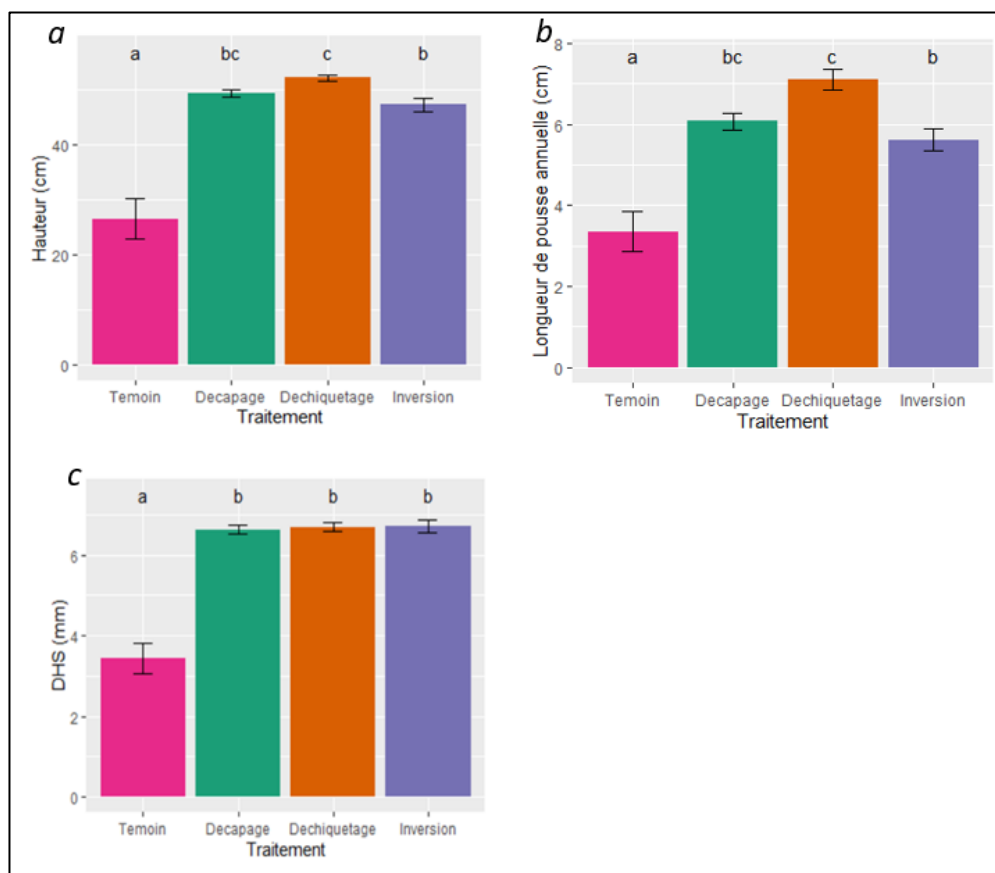 a
a bc c b
Hauteur (cm)
40
20
0
Temoin Decapage Dechiquetage Inversion
Traitement
b
a bc c b
Longueur de pousse annuelle (cm)
8
6
4
2
0
Temoin Decapage Dechiquetage Inversion
Traitement
c
a b b b
DHS (mm)
6
4
2
0
Temoin Decapage Dechiquetage Inversion
Traitement